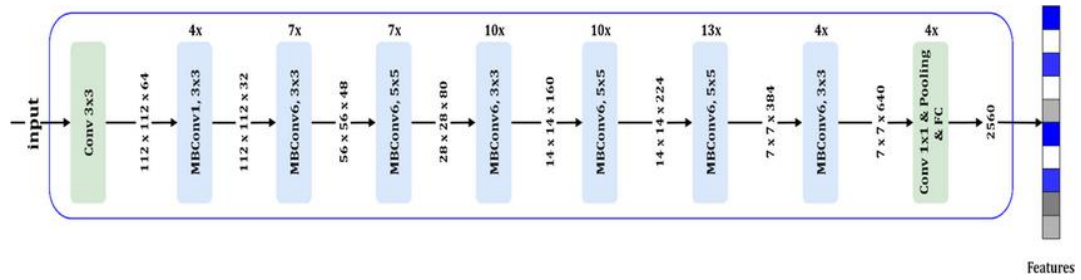 4x
7x
7x
10x
10x
13x
4x
4x
input
Conv 3x3
112 x 112 x 64
MBConv1, 3x3
112 x 112 x 32
MBConv6, 3x3
56 x 56 x 48
MBConv6, 5x5
28 x 28 x 80
MBConv6, 3x3
14 x 14 x 160
MBConv6, 5x5
14 x 14 x 224
MBConv6, 5x5
7 x 7 x 384
MBConv6, 3x3
7 x 7 x 640
Conv 1x1 & Pooling
& FC
2560
Features